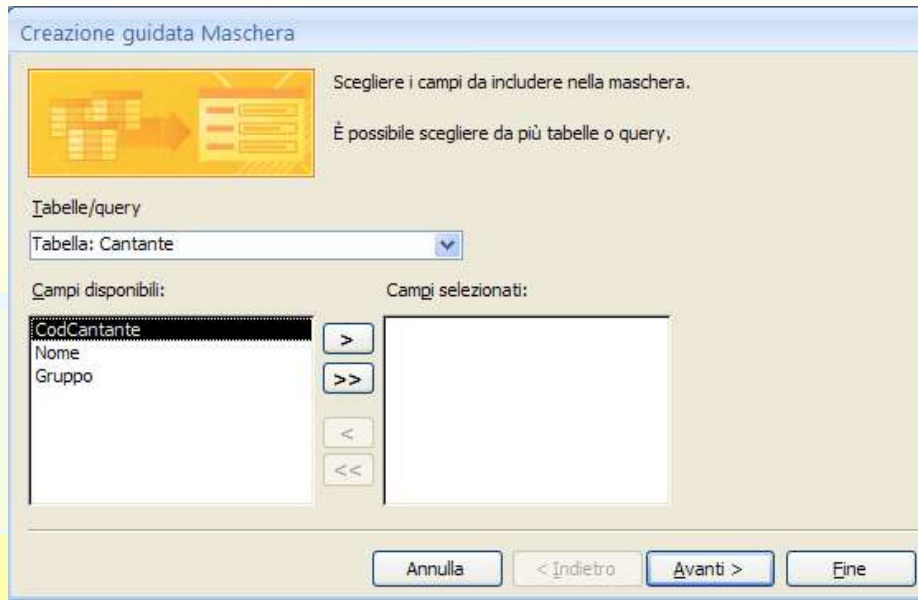 Creazione guidata Maschera
Scegliere i campi da includere nella maschera.
È possibile scegliere da più tabelle o query.
Tabelle/query
Tabella: Cantante
Campi disponibili:
Campi selezionati:
CodCantante
Nome
Gruppo
>
>>
<
<<
Annulla
< Indietro
Avanti >
Fine